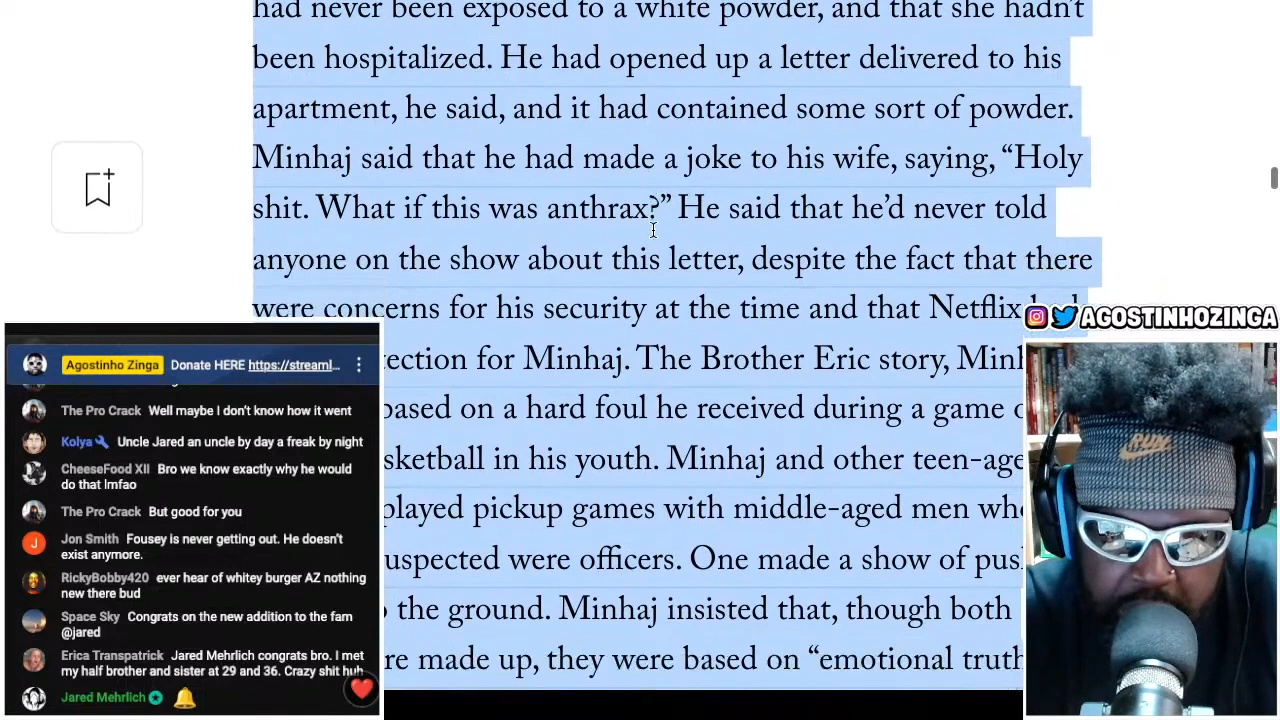 had never been exposed to a white powder, and that she hadn't
been hospitalized. He had opened up a letter delivered to his
apartment, he said, and it had contained some sort of powder.
Minhaj said that he had made a joke to his wife, saying, “Holy
shit. What if this was anthrax?” He said that he’d never told
anyone on the show about this letter, despite the fact that there
were concerns for his security at the time and that Netflix had
tection for Minhaj. The Brother Eric story, Minh
based on a hard foul he received during a game o
sketball in his youth. Minhaj and other teen-age
played pickup games with middle-aged men who
uspected were officers. One made a show of pus
the ground. Minhaj insisted that, though both
re made up, they were based on “emotional truth
AGOSTINHOZINGA
Agostinho Zinga Donate HERE https://streaml...
The Pro Crack Well maybe I don't know how it went
Kolya Uncle Jared an uncle by day a freak by night
CheeseFood XII Bro we know exactly why he would
do that lmfao
The Pro Crack But good for you
Jon Smith Fousey is never getting out. He doesn't
exist anymore.
RickyBobby420 ever hear of whitey burger AZ nothing
new there bud
Space Sky Congrats on the new addition to the fam
@jared
Erica Transpatrick Jared Mehrlich congrats bro. I met
my half brother and sister at 29 and 36. Crazy shit huh
Jared Mehrlich
J
RUN